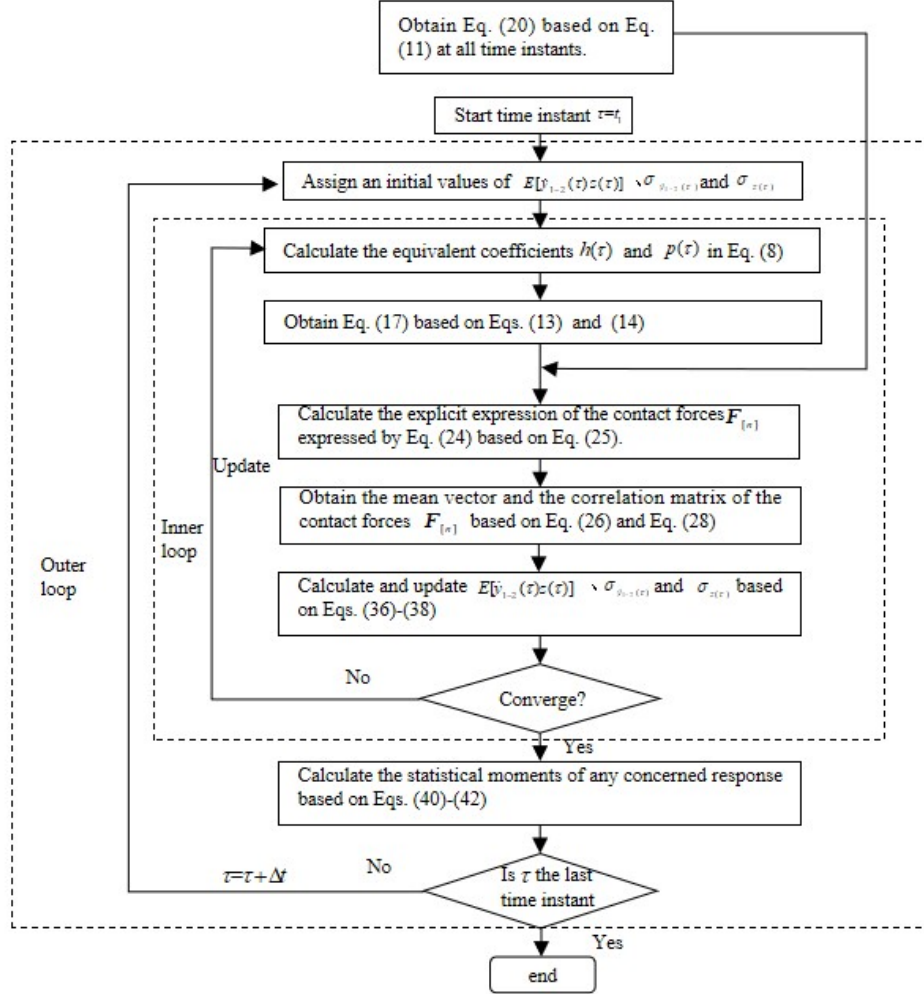 Obtain Eq. (20) based on Eq.
(11) at all time instants.
Start time instant τ=t₁
Assign an initial values of E[ẏ₁₋₂(τ)z(τ)] 、σ_ẏ₁₋₂(τ) and σ_z(τ)
Calculate the equivalent coefficients h(τ) and p(τ) in Eq. (8)
Obtain Eq. (17) based on Eqs. (13) and (14)
Calculate the explicit expression of the contact forces F_[n]
expressed by Eq. (24) based on Eq. (25).
Update
Obtain the mean vector and the correlation matrix of the
contact forces F_[n] based on Eq. (26) and Eq. (28)
Inner
loop
Outer
loop
Calculate and update E[ẏ₁₋₂(τ)z(τ)] 、σ_ẏ₁₋₂(τ) and σ_z(τ) based
on Eqs. (36)-(38)
No
Converge?
Yes
Calculate the statistical moments of any concerned response
based on Eqs. (40)-(42)
τ=τ+Δt
No
Is τ the last
time instant
Yes
end